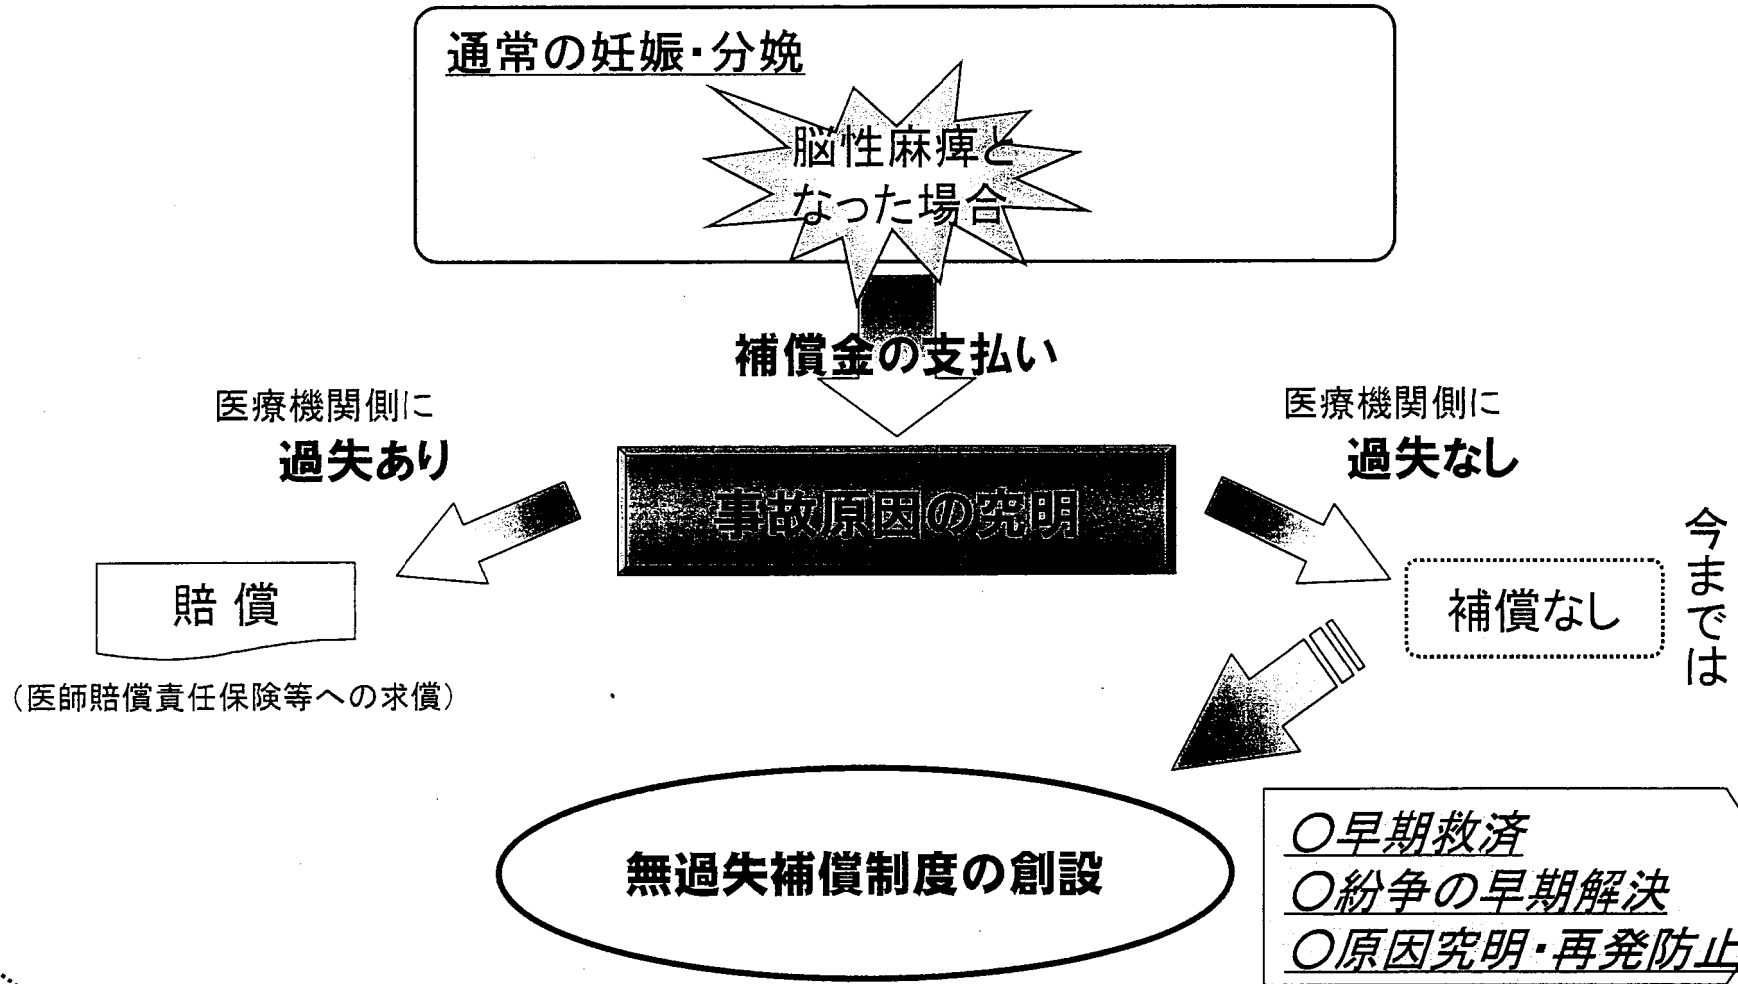 通常の妊娠・分娩
脳性麻痺と
なった場合
補償金の支払い
医療機関側に
過失あり
医療機関側に
過失なし
事故原因の究明
今までは
賠 償
補償なし
(医師賠償責任保険等への求償)
無過失補償制度の創設
○早期救済
○紛争の早期解決
○原因究明・再発防止